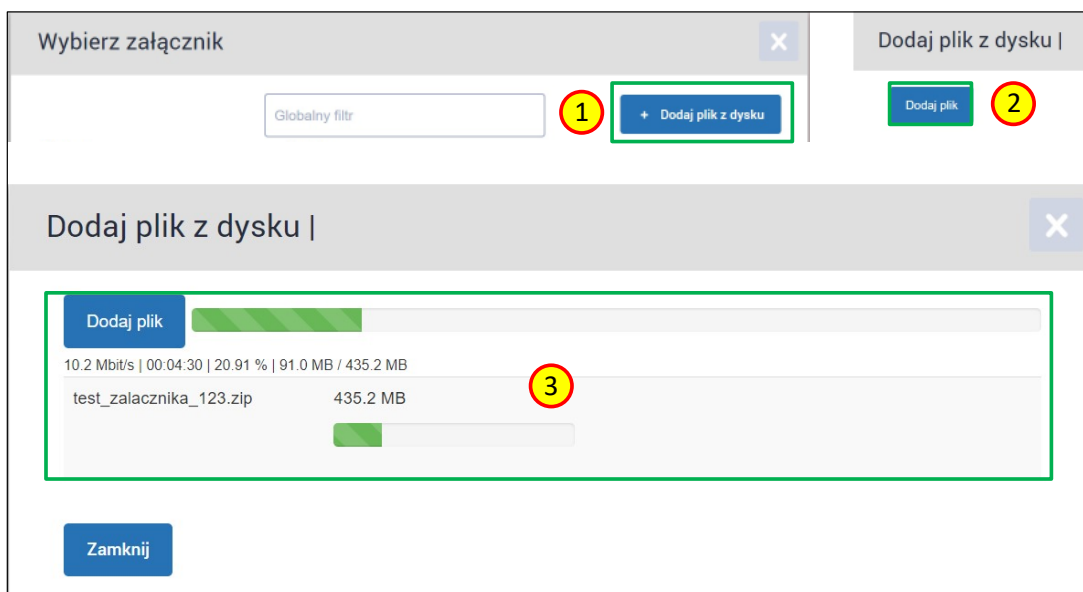 Wybierz załącznik
X
Globalny filtr
1
+ Dodaj plik z dysku
Dodaj plik z dysku |
Dodaj plik
2
Dodaj plik z dysku |
X
Dodaj plik
10.2 Mbit/s | 00:04:30 | 20.91 % | 91.0 MB / 435.2 MB
test_zalacznika_123.zip 435.2 MB
3
Zamknij